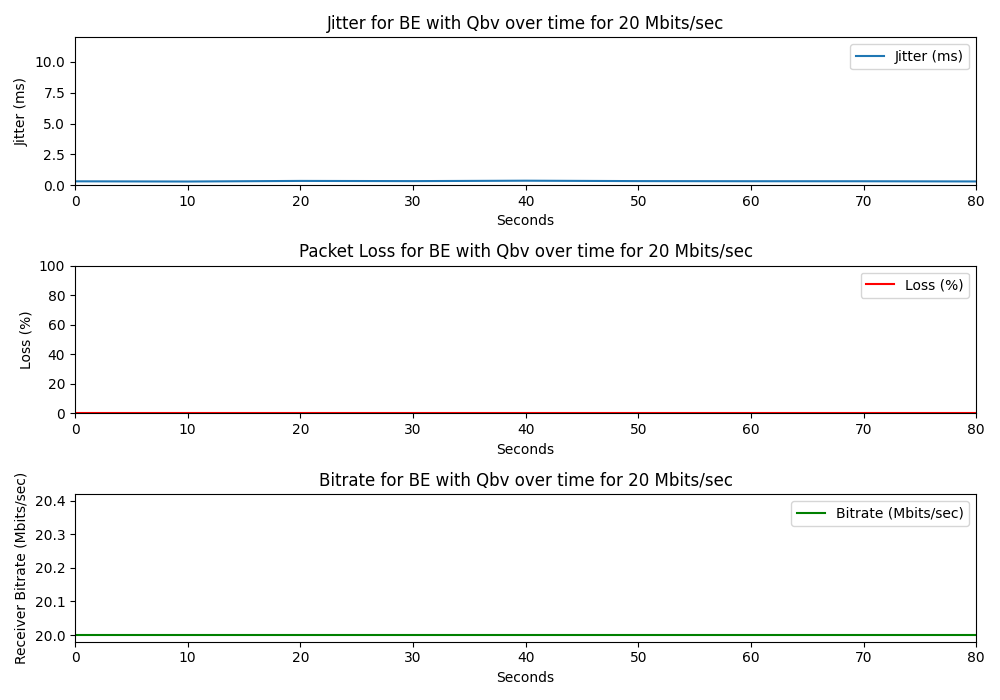 Jitter for BE with Qbv over time for 20 Mbits/sec
Jitter (ms)
10.0
7.5
5.0
2.5
0.0
Jitter (ms)
0 10 20 30 40 50 60 70 80
Seconds
Packet Loss for BE with Qbv over time for 20 Mbits/sec
Loss (%)
100
80
60
40
20
0
Loss (%)
0 10 20 30 40 50 60 70 80
Seconds
Bitrate for BE with Qbv over time for 20 Mbits/sec
Receiver Bitrate (Mbits/sec)
20.4
20.3
20.2
20.1
20.0
Bitrate (Mbits/sec)
0 10 20 30 40 50 60 70 80
Seconds